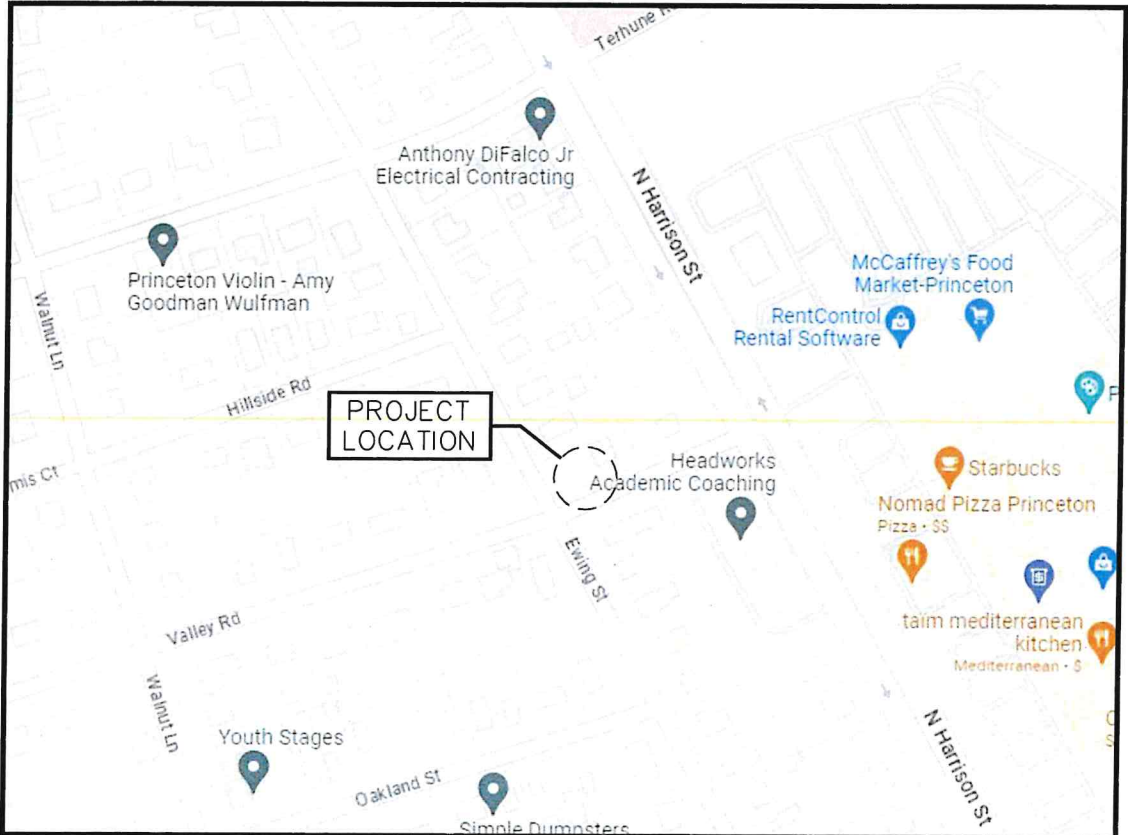 Terhune
Anthony DiFalco Jr
Electrical Contracting
N Harrison St
Princeton Violin - Amy
Goodman Wulfman
McCaffrey's Food
Market-Princeton
RentControl
Rental Software
Walnut Ln
Hillside Rd
P
PROJECT
LOCATION
mis Ct
Headworks
Academic Coaching
Starbucks
Nomad Pizza Princeton
Pizza • $$
Ewing St
Valley Rd
taïm mediterranean
kitchen
Mediterranean • $
Walnut Ln
N Harrison St
Youth Stages
Oakland St
Simple Dumpsters